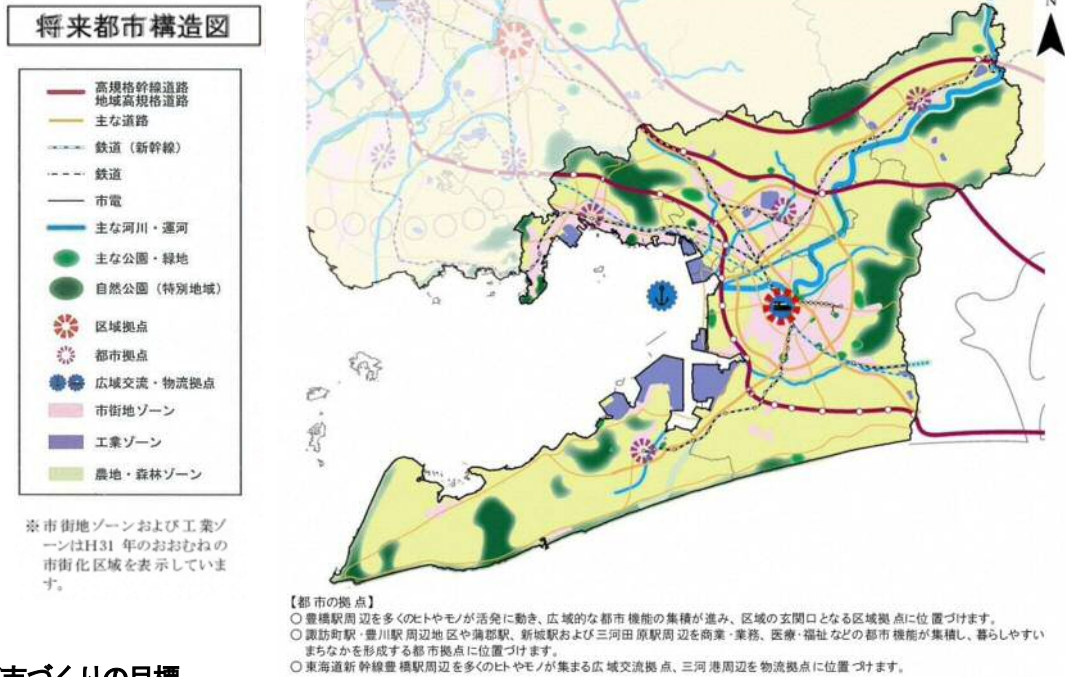 将来都市構造図
高規格幹線道路
地域高規格道路
主な道路
鉄道（新幹線）
鉄道
市電
主な河川・運河
主な公園・緑地
自然公園（特別地域）
区域拠点
都市拠点
広域交流・物流拠点
市街地ゾーン
工業ゾーン
農地・森林ゾーン
※市街地ゾーンおよび工業ゾ
ーンはH31 年のおおむねの
市街化区域を表示していま
す。
N
【都市の拠点】
○豊橋駅周辺を多くのヒトやモノが活発に動き、広域的な都市機能の集積が進み、区域の玄関口となる区域拠点に位置づけます。
○諏訪町駅・豊川駅周辺地区や蒲郡駅、新城駅および三河田原駅周辺を商業・業務、医療・福祉などの都市機能が集積し、暮らしやすい
まちなかを形成する都市拠点に位置づけます。
○東海道新幹線豊橋駅周辺を多くのヒトやモノが集まる広域交流拠点、三河港周辺を物流拠点に位置づけます。
市づくりの目標